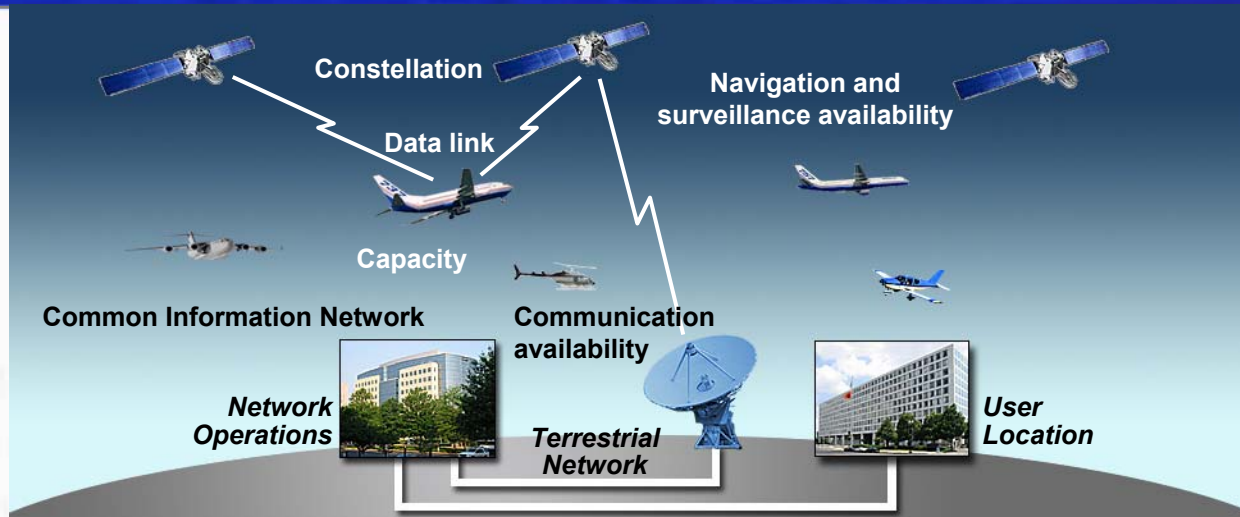 Constellation
Navigation and
surveillance availability
Data link
Capacity
Common Information Network
Communication
availability
Network
Operations
Terrestrial
Network
User
Location